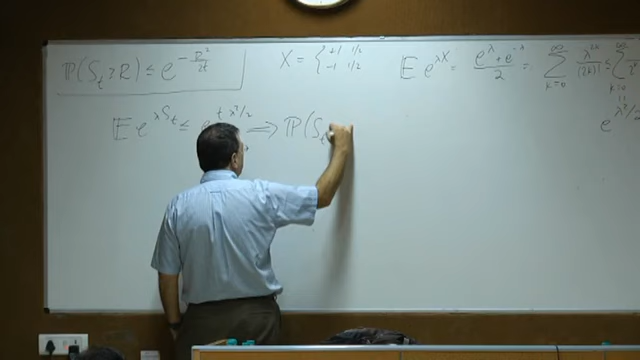 ℙ(S_t ≥ R) ≤ e^{-R²/2t}
X = { +1 1/2
-1 1/2
𝔼 e^{λX} = (e^λ + e^{-λ})/2 = ∑_{k=0}^{∞} λ^{2k}/(2k)! ≤ ∑_{k=0}^{∞}
e^{λ²/2}
𝔼 e^{λS_t} ≤ e^{tλ²/2} ⟹ ℙ(S_t